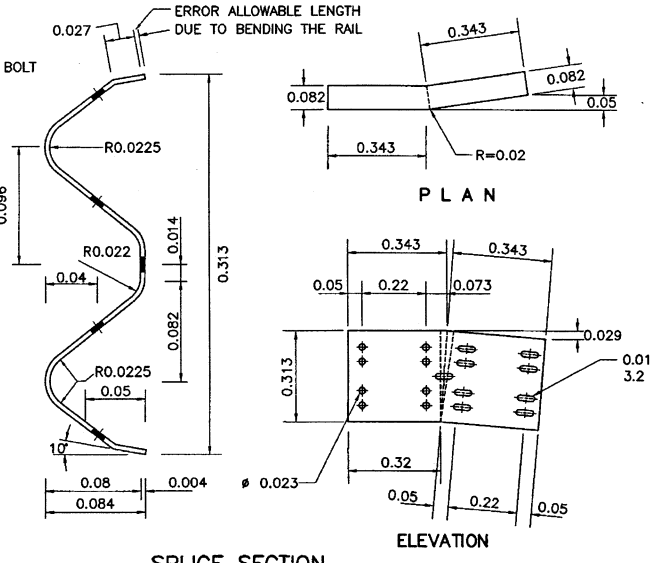 ERROR ALLOWABLE LENGTH
DUE TO BENDING THE RAIL
0.027
BOLT
R0.0225
0.096
R0.022
0.014
0.313
0.04
0.082
R0.0225
0.05
10°
0.08
0.004
0.084
SPLICE SECTION
0.343
0.082
0.082
0.05
0.343
R=0.02
PLAN
0.343
0.343
0.05
0.22
0.073
0.029
0.313
0.01
3.2
0.32
ø 0.023
0.05
0.22
0.05
ELEVATION